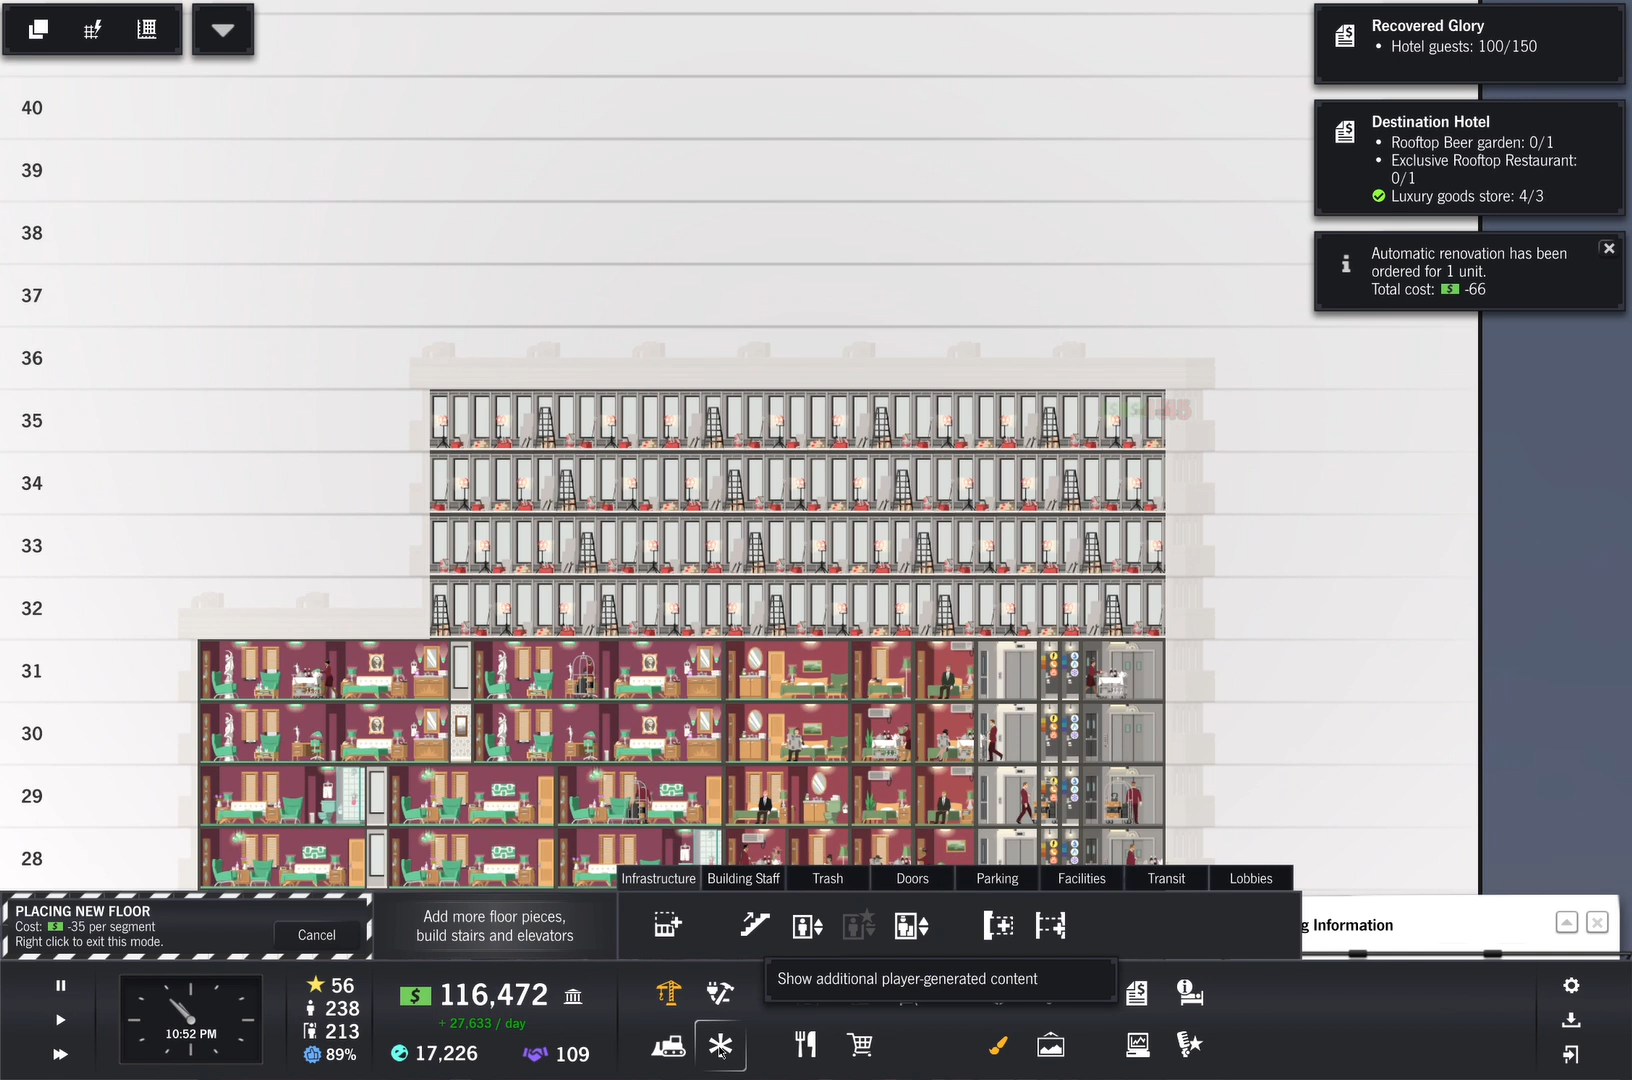 Recovered Glory
• Hotel guests: 100/150
Destination Hotel
• Rooftop Beer garden: 0/1
• Exclusive Rooftop Restaurant:
0/1
Luxury goods store: 4/3
Automatic renovation has been
ordered for 1 unit.
Total cost: $ -66
40
39
38
37
36
35
34
33
32
31
30
29
28
Infrastructure
Building Staff
Trash
Doors
Parking
Facilities
Transit
Lobbies
PLACING NEW FLOOR
Cost: $ -35 per segment
Right click to exit this mode.
Cancel
Add more floor pieces,
build stairs and elevators
g Information
Show additional player-generated content
10:52 PM
56
238
213
89%
$ 116,472
+ 27,633 / day
17,226
109